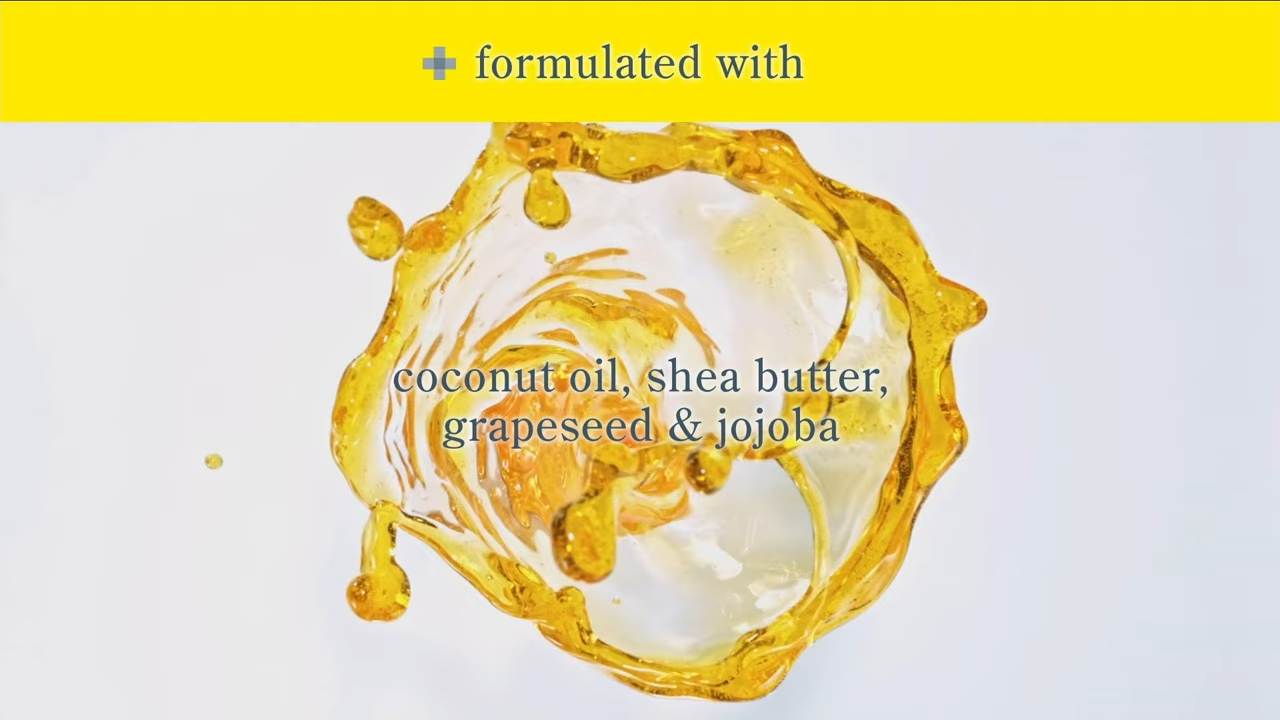 + formulated with
coconut oil, shea butter,
grapeseed & jojoba